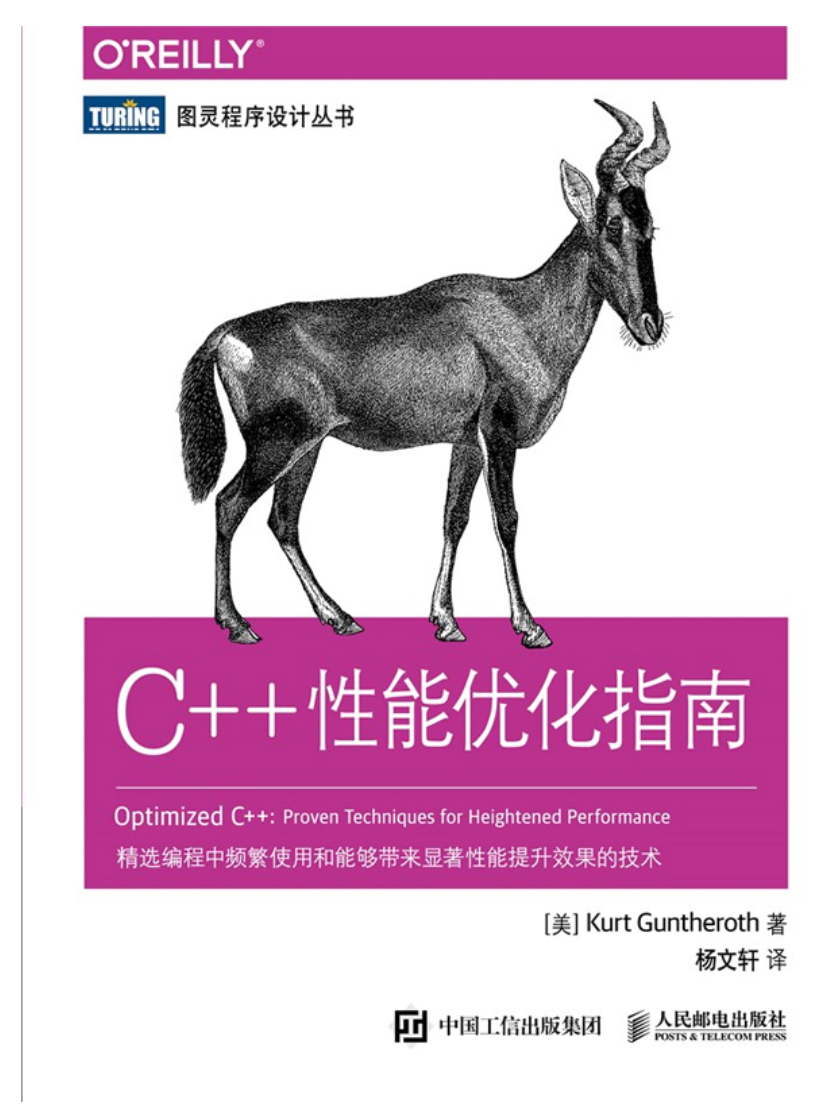 O'REILLY®
TURING 图灵程序设计丛书
C++性能优化指南
Optimized C++: Proven Techniques for Heightened Performance
精选编程中频繁使用和能够带来显著性能提升效果的技术
[美] Kurt Guntheroth 著
杨文轩 译
中国工信出版集团 人民邮电出版社
POSTS & TELECOM PRESS